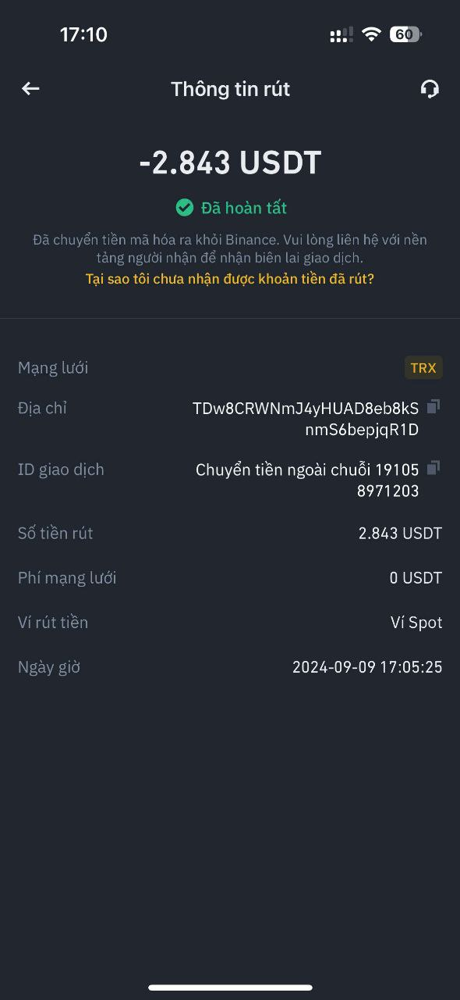 17:10
60
Thông tin rút
-2.843 USDT
Đã hoàn tất
Đã chuyển tiền mã hóa ra khỏi Binance. Vui lòng liên hệ với nền
tảng người nhận để nhận biên lai giao dịch.
Tại sao tôi chưa nhận được khoản tiền đã rút?
Mạng lưới TRX
Địa chỉ TDw8CRWNmJ4yHUAD8eb8kS
nmS6bepjqR1D
ID giao dịch Chuyển tiền ngoài chuỗi 19105
8971203
Số tiền rút 2.843 USDT
Phí mạng lưới 0 USDT
Ví rút tiền Ví Spot
Ngày giờ 2024-09-09 17:05:25